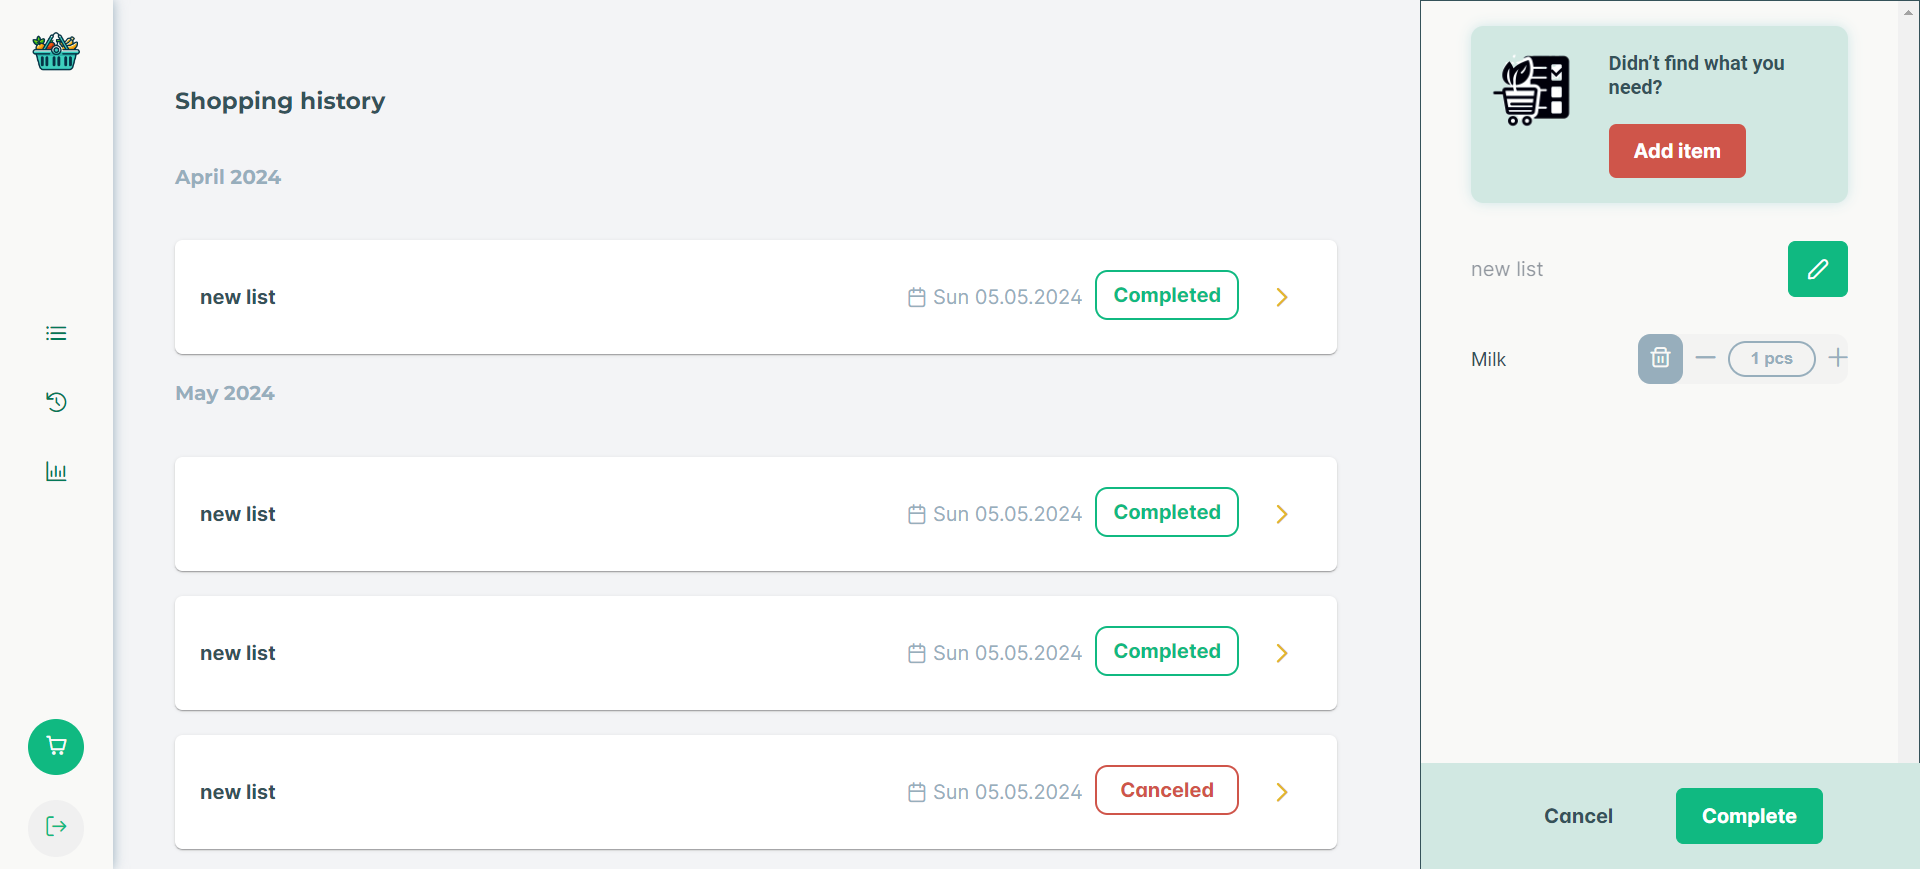 Shopping history
April 2024
new list
Sun 05.05.2024
Completed
May 2024
new list
Sun 05.05.2024
Completed
new list
Sun 05.05.2024
Completed
new list
Sun 05.05.2024
Canceled
Didn’t find what you
need?
Add item
new list
Milk
1 pcs
Cancel
Complete